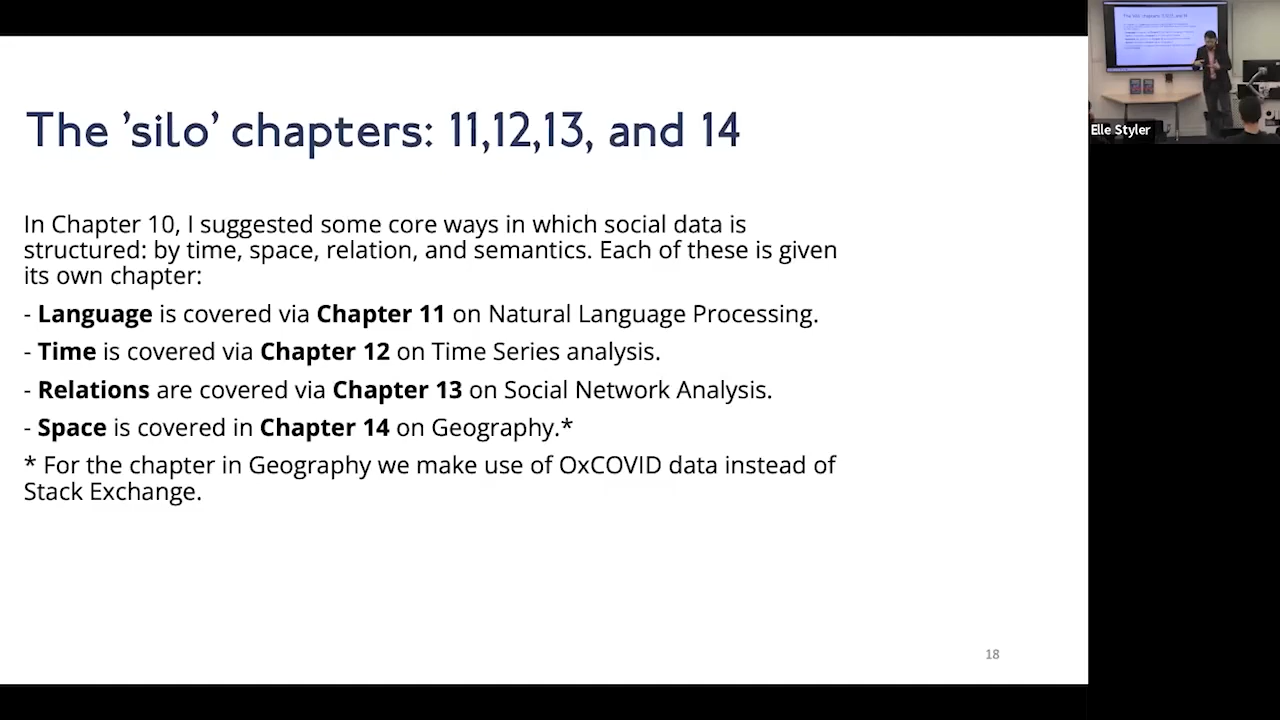 The 'silo' chapters: 11,12,13, and 14
In Chapter 10, I suggested some core ways in which social data is
structured: by time, space, relation, and semantics. Each of these is given
its own chapter:
- Language is covered via Chapter 11 on Natural Language Processing.
- Time is covered via Chapter 12 on Time Series analysis.
- Relations are covered via Chapter 13 on Social Network Analysis.
- Space is covered in Chapter 14 on Geography.*
* For the chapter in Geography we make use of OxCOVID data instead of
Stack Exchange.
18
Elle Styler